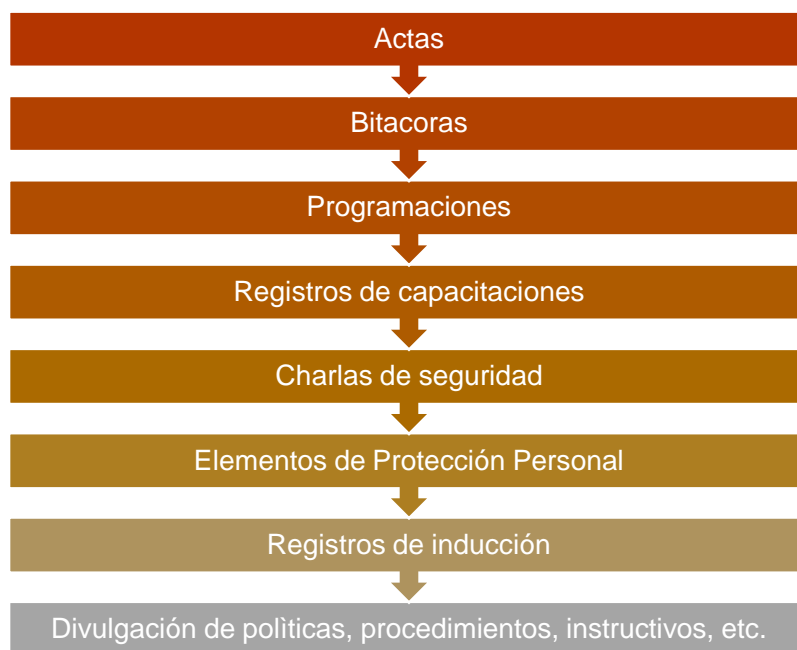 Actas
Bitacoras
Programaciones
Registros de capacitaciones
Charlas de seguridad
Elementos de Protección Personal
Registros de inducción
Divulgación de polìticas, procedimientos, instructivos, etc.